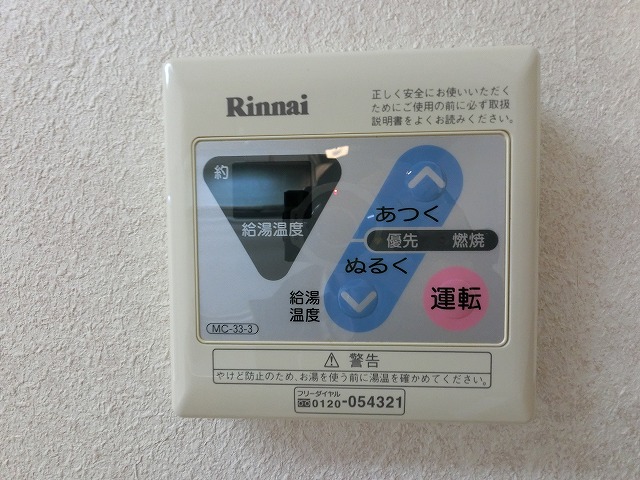 Rinnai
正しく安全にお使いいただく
ためにご使用の前に必ず取扱
説明書をよくお読みください。
約
給湯温度
あつく
優先 燃焼
ぬるく
給湯
温度
運転
MC-33-3
⚠ 警告
やけど防止のため、お湯を使う前に湯温を確かめてください。
フリーダイヤル
0120-054321